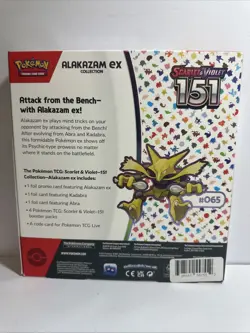 Pokémon
TRADING CARD GAME
ALAKAZAM ex
COLLECTION
SCARLET & VIOLET
151
Attack from the Bench—
with Alakazam ex!
Alakazam ex plays mind tricks on your
opponent by attacking from the Bench!
After evolving from Abra and Kadabra,
this formidable Pokémon ex shows off
its Psychic-type prowess no matter
where it stands on the battlefield.
The Pokémon TCG: Scarlet & Violet—151
Collection—Alakazam ex includes:
• 1 foil promo card featuring Alakazam ex
• 1 foil card featuring Kadabra
• 1 foil card featuring Abra
• 4 Pokémon TCG: Scarlet & Violet—151
booster packs
• A code card for Pokémon TCG Live
#065